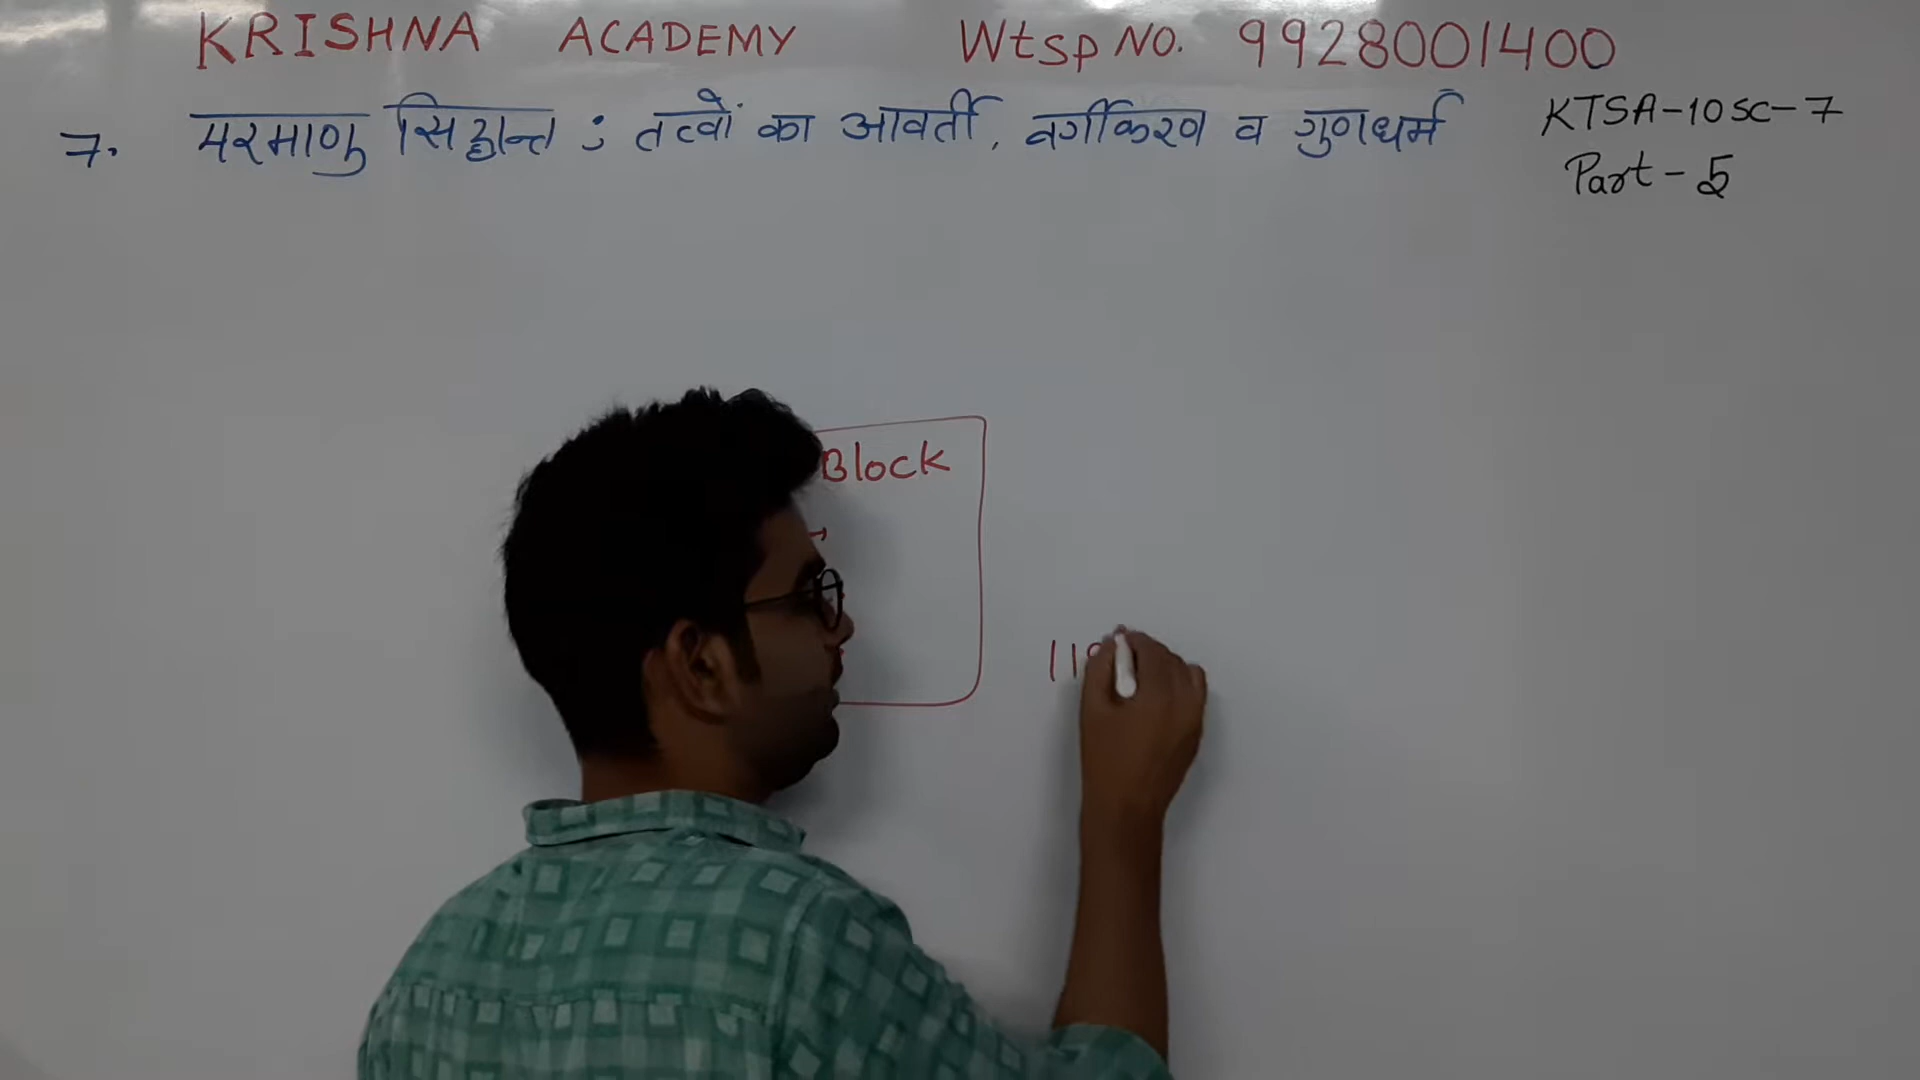 KRISHNA ACADEMY Wtsp NO. 9928001400
7. परमाणु सिद्धान्त : तत्वों का आवर्ती, वर्गीकरण व गुणधर्म
KTSA-10SC-7
Part - 5
Block